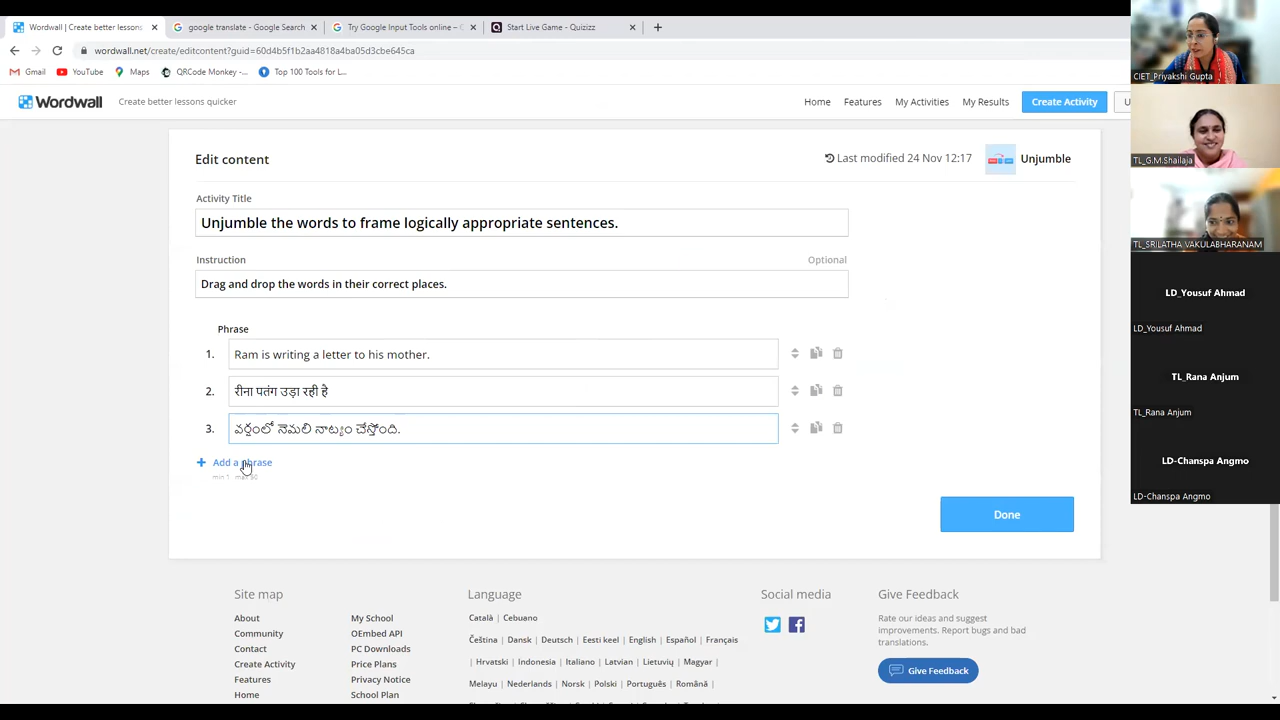 Wordwall | Create better lessons
google translate - Google Search
Try Google Input Tools online –
Start Live Game - Quizizz
wordwall.net/create/editcontent?guid=60d4b5f1b2aa4818a4ba05d3cbe645ca
Gmail
YouTube
Maps
QRCode Monkey -...
Top 100 Tools for L...
Wordwall
Create better lessons quicker
Home
Features
My Activities
My Results
Create Activity
U
Edit content
Last modified 24 Nov 12:17
Unjumble
Activity Title
Unjumble the words to frame logically appropriate sentences.
Instruction
Optional
Drag and drop the words in their correct places.
Phrase
1. Ram is writing a letter to his mother.
2. रीना पतंग उड़ा रही है
3. వర్షంలో నెమలి నాట్యం చేస్తోంది.
+ Add a phrase
min 1 max 36
Done
Site map
About
Community
Contact
Create Activity
Features
Home
My School
OEmbed API
PC Downloads
Price Plans
Privacy Notice
School Plan
Language
Català | Cebuano
Čeština | Dansk | Deutsch | Eesti keel | English | Español | Français
| Hrvatski | Indonesia | Italiano | Latvian | Lietuvių | Magyar |
Melayu | Nederlands | Norsk | Polski | Português | Română |
Social media
Give Feedback
Rate our ideas and suggest
improvements. Report bugs and bad
translations.
Give Feedback
CIET_Priyakshi Gupta
TL_G.M.Shailaja
TL_SRILATHA VAKULABHARANAM
LD_Yousuf Ahmad
LD_Yousuf Ahmad
TL_Rana Anjum
TL_Rana Anjum
LD-Chanspa Angmo
LD-Chanspa Angmo